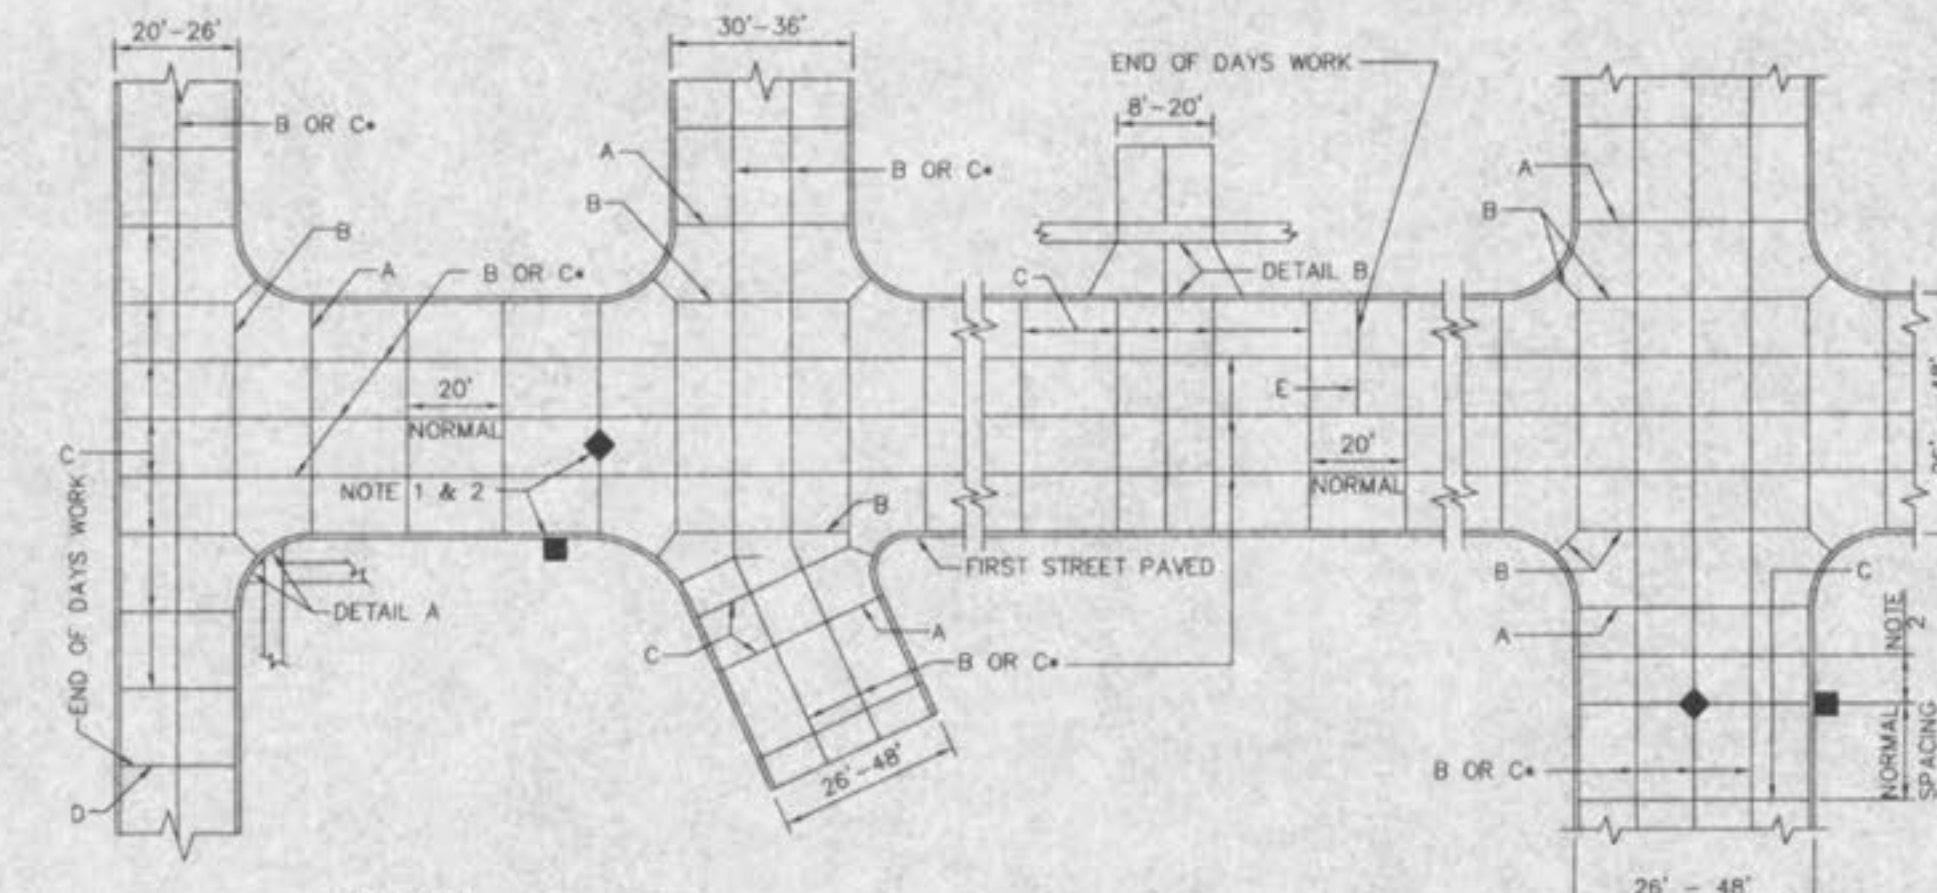 20'-26'
30'-36'
END OF DAYS WORK
8'-20'
B OR C*
A
B OR C*
A
B
B
B
A
B OR C*
C
DETAIL B
20'
NORMAL
E
C
20'
NORMAL
NOTE 1 & 2
B
END OF DAYS WORK
FIRST STREET PAVED
B
C
DETAIL A
A
A
NOTE
2
C
B OR C*
NORMAL
SPACING
26'-48'
B OR C*
D
26' - 48'